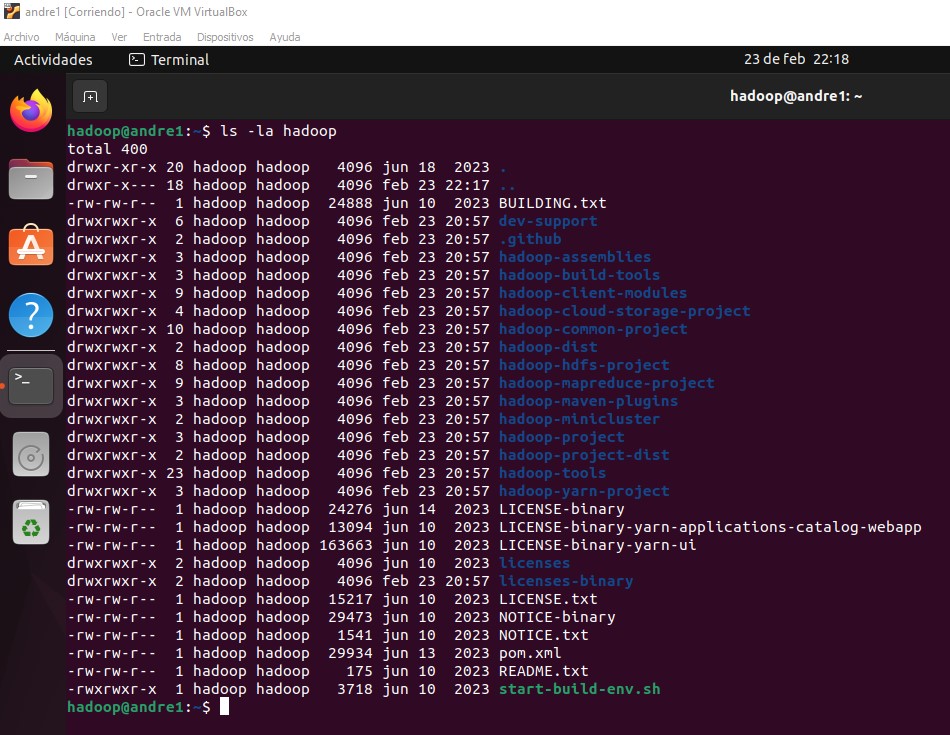 andre1 [Corriendo] - Oracle VM VirtualBox
Archivo Máquina Ver Entrada Dispositivos Ayuda
Actividades Terminal 23 de feb 22:18
hadoop@andre1: ~
hadoop@andre1:~$ ls -la hadoop
total 400
drwxr-xr-x 20 hadoop hadoop 4096 jun 18 2023 .
drwxr-x--- 18 hadoop hadoop 4096 feb 23 22:17 ..
-rw-rw-r-- 1 hadoop hadoop 24888 jun 10 2023 BUILDING.txt
drwxrwxr-x 6 hadoop hadoop 4096 feb 23 20:57 dev-support
drwxrwxr-x 2 hadoop hadoop 4096 feb 23 20:57 .github
drwxrwxr-x 3 hadoop hadoop 4096 feb 23 20:57 hadoop-assemblies
drwxrwxr-x 3 hadoop hadoop 4096 feb 23 20:57 hadoop-build-tools
drwxrwxr-x 9 hadoop hadoop 4096 feb 23 20:57 hadoop-client-modules
drwxrwxr-x 4 hadoop hadoop 4096 feb 23 20:57 hadoop-cloud-storage-project
drwxrwxr-x 10 hadoop hadoop 4096 feb 23 20:57 hadoop-common-project
drwxrwxr-x 2 hadoop hadoop 4096 feb 23 20:57 hadoop-dist
drwxrwxr-x 8 hadoop hadoop 4096 feb 23 20:57 hadoop-hdfs-project
drwxrwxr-x 9 hadoop hadoop 4096 feb 23 20:57 hadoop-mapreduce-project
drwxrwxr-x 3 hadoop hadoop 4096 feb 23 20:57 hadoop-maven-plugins
drwxrwxr-x 2 hadoop hadoop 4096 feb 23 20:57 hadoop-minicluster
drwxrwxr-x 3 hadoop hadoop 4096 feb 23 20:57 hadoop-project
drwxrwxr-x 2 hadoop hadoop 4096 feb 23 20:57 hadoop-project-dist
drwxrwxr-x 23 hadoop hadoop 4096 feb 23 20:57 hadoop-tools
drwxrwxr-x 3 hadoop hadoop 4096 feb 23 20:57 hadoop-yarn-project
-rw-rw-r-- 1 hadoop hadoop 24276 jun 14 2023 LICENSE-binary
-rw-rw-r-- 1 hadoop hadoop 13094 jun 10 2023 LICENSE-binary-yarn-applications-catalog-webapp
-rw-rw-r-- 1 hadoop hadoop 163663 jun 10 2023 LICENSE-binary-yarn-ui
drwxrwxr-x 2 hadoop hadoop 4096 jun 10 2023 licenses
drwxrwxr-x 2 hadoop hadoop 4096 feb 23 20:57 licenses-binary
-rw-rw-r-- 1 hadoop hadoop 15217 jun 10 2023 LICENSE.txt
-rw-rw-r-- 1 hadoop hadoop 29473 jun 10 2023 NOTICE-binary
-rw-rw-r-- 1 hadoop hadoop 1541 jun 10 2023 NOTICE.txt
-rw-rw-r-- 1 hadoop hadoop 29934 jun 13 2023 pom.xml
-rw-rw-r-- 1 hadoop hadoop 175 jun 10 2023 README.txt
-rwxrwxr-x 1 hadoop hadoop 3718 jun 10 2023 start-build-env.sh
hadoop@andre1:~$